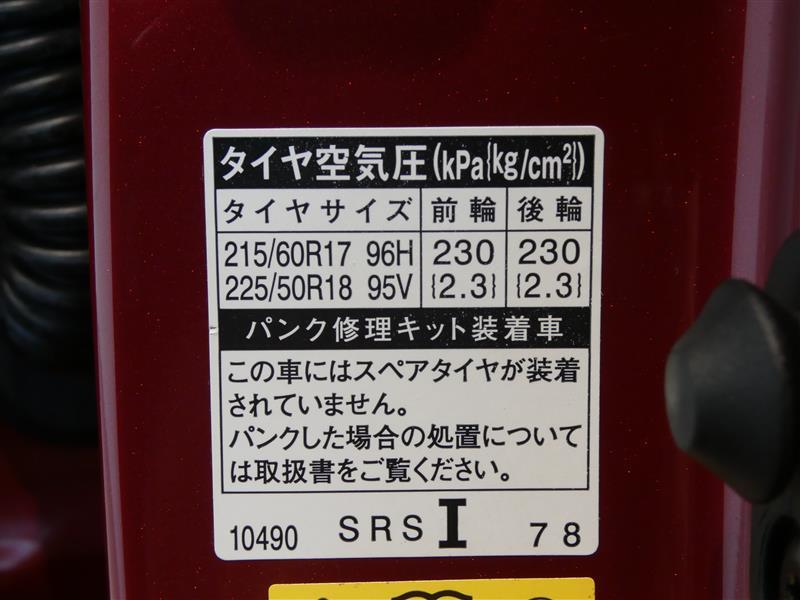 タイヤ空気圧(kPa{kg/cm²})
タイヤサイズ 前輪 後輪
215/60R17 96H 230 230
225/50R18 95V {2.3} {2.3}
パンク修理キット装着車
この車にはスペアタイヤが装着
されていません。
パンクした場合の処置について
は取扱書をご覧ください。
10490 SRS I 78